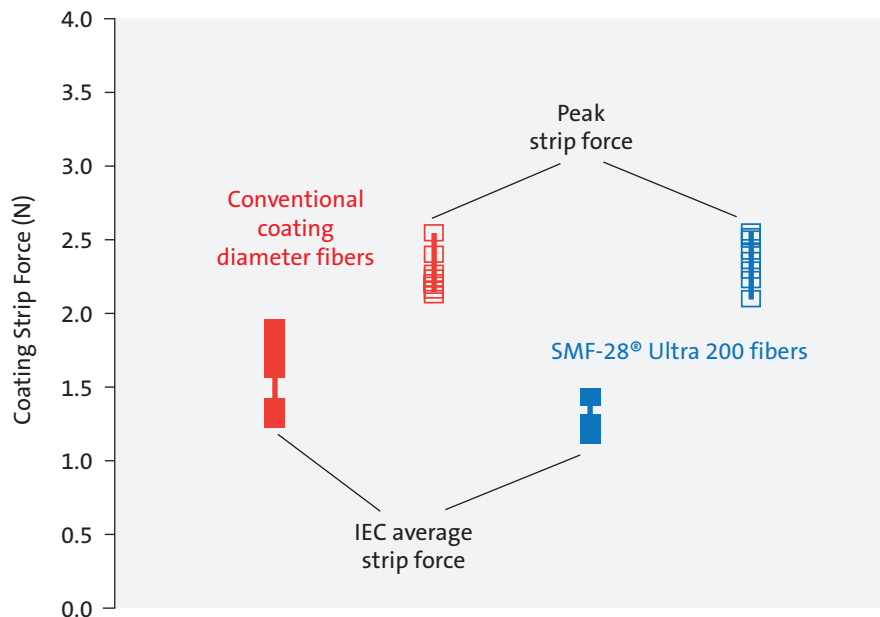 4.0
3.5
3.0
2.5
2.0
1.5
1.0
0.5
0.0
Coating Strip Force (N)
Peak
strip force
Conventional
coating
diameter fibers
SMF-28® Ultra 200 fibers
IEC average
strip force